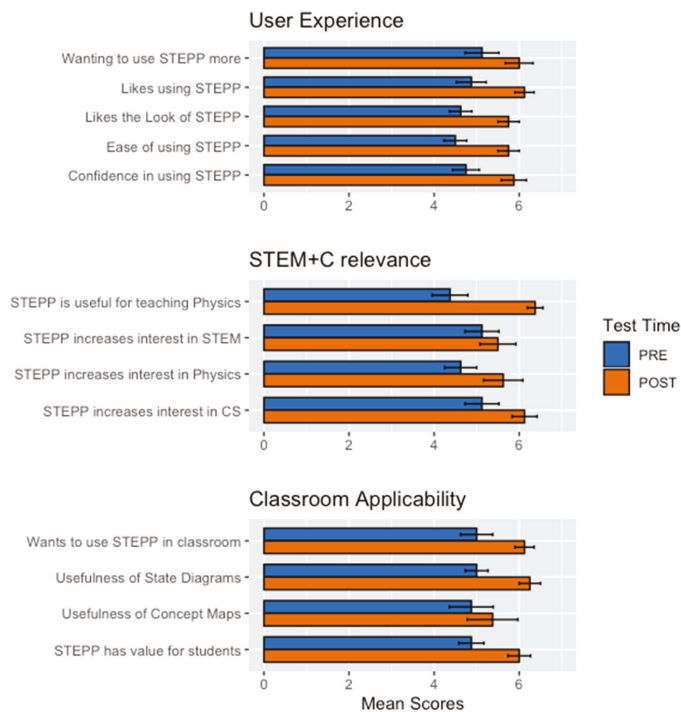 User Experience
Wanting to use STEPP more
Likes using STEPP
Likes the Look of STEPP
Ease of using STEPP
Confidence in using STEPP
0 2 4 6
STEM+C relevance
STEPP is useful for teaching Physics
STEPP increases interest in STEM
STEPP increases interest in Physics
STEPP increases interest in CS
0 2 4 6
Test Time
PRE
POST
Classroom Applicability
Wants to use STEPP in classroom
Usefulness of State Diagrams
Usefulness of Concept Maps
STEPP has value for students
0 2 4 6
Mean Scores